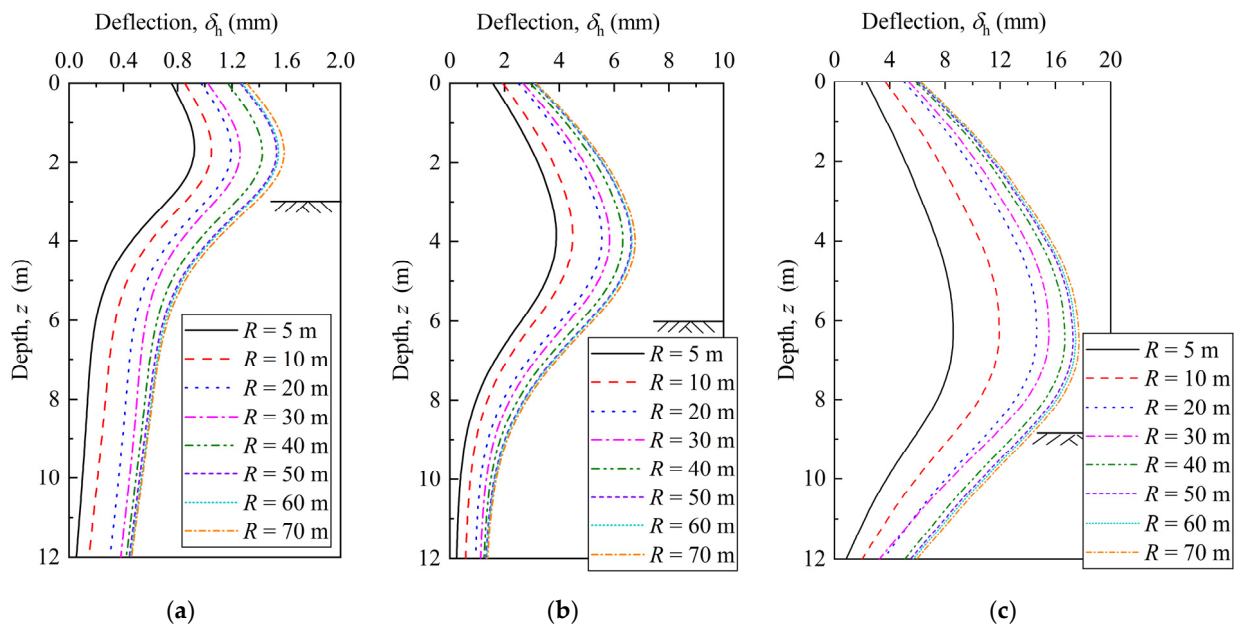 Deflection, δh (mm)
0.0 0.4 0.8 1.2 1.6 2.0
0
2
4
6
8
10
12
Depth, z (m)
R = 5 m
R = 10 m
R = 20 m
R = 30 m
R = 40 m
R = 50 m
R = 60 m
R = 70 m
(a)
Deflection, δh (mm)
0 2 4 6 8 10
0
2
4
6
8
10
12
Depth, z (m)
R = 5 m
R = 10 m
R = 20 m
R = 30 m
R = 40 m
R = 50 m
R = 60 m
R = 70 m
(b)
Deflection, δh (mm)
0 4 8 12 16 20
0
2
4
6
8
10
12
Depth, z (m)
R = 5 m
R = 10 m
R = 20 m
R = 30 m
R = 40 m
R = 50 m
R = 60 m
R = 70 m
(c)